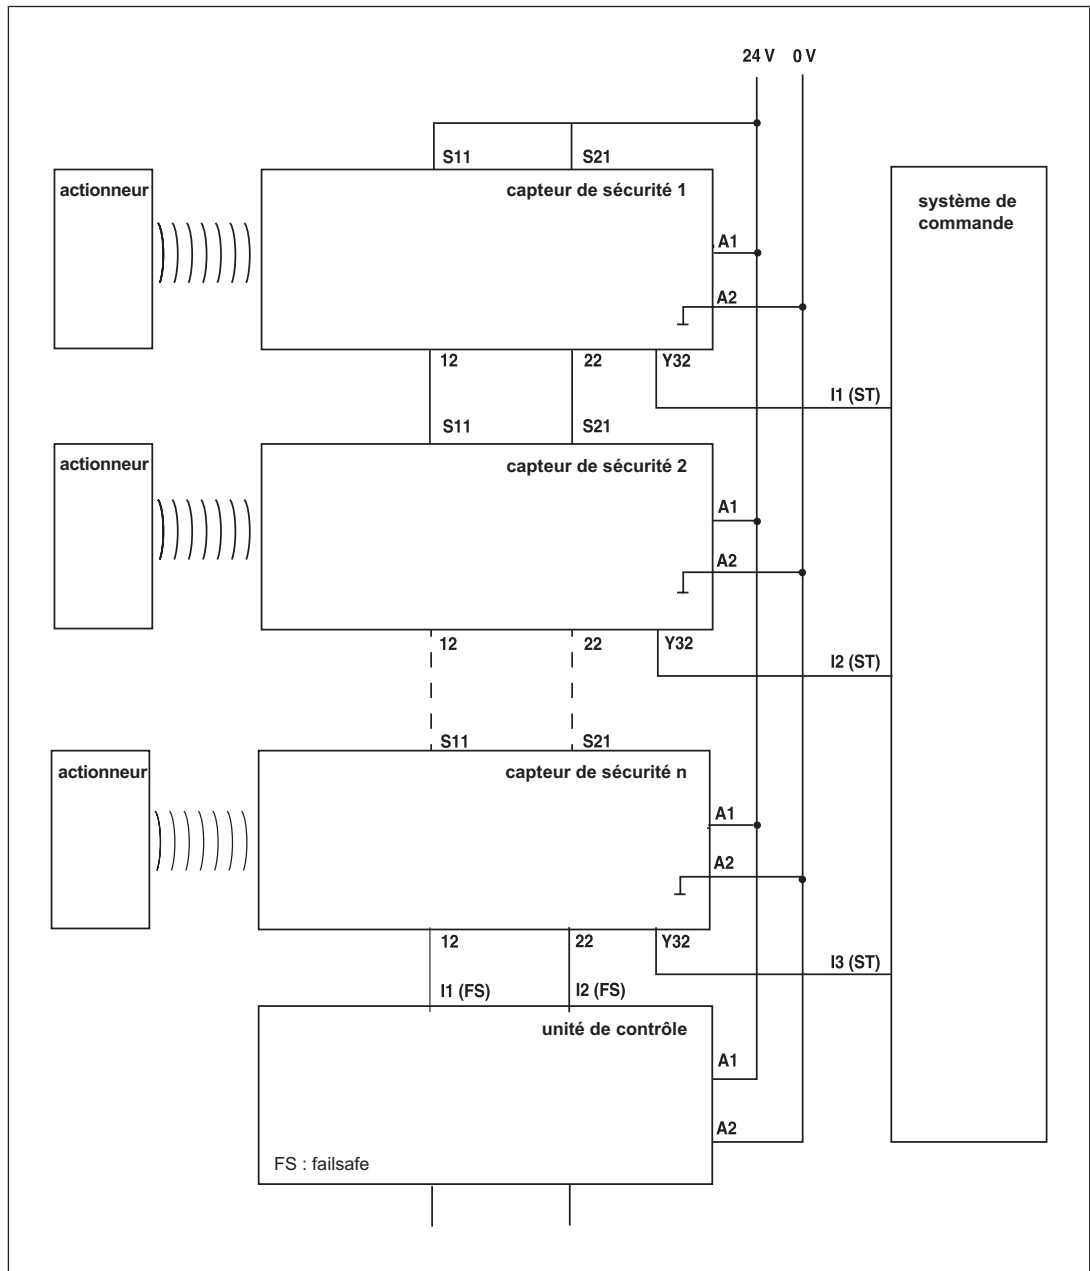 24 V 0 V
S11 S21
actionneur
capteur de sécurité 1
système de
commande
A1
A2
12 22 Y32
I1 (ST)
S11 S21
actionneur
capteur de sécurité 2
A1
A2
12 22 Y32
I2 (ST)
S11 S21
actionneur
capteur de sécurité n
A1
A2
12 22 Y32
I3 (ST)
I1 (FS) I2 (FS)
unité de contrôle
A1
A2
FS : failsafe